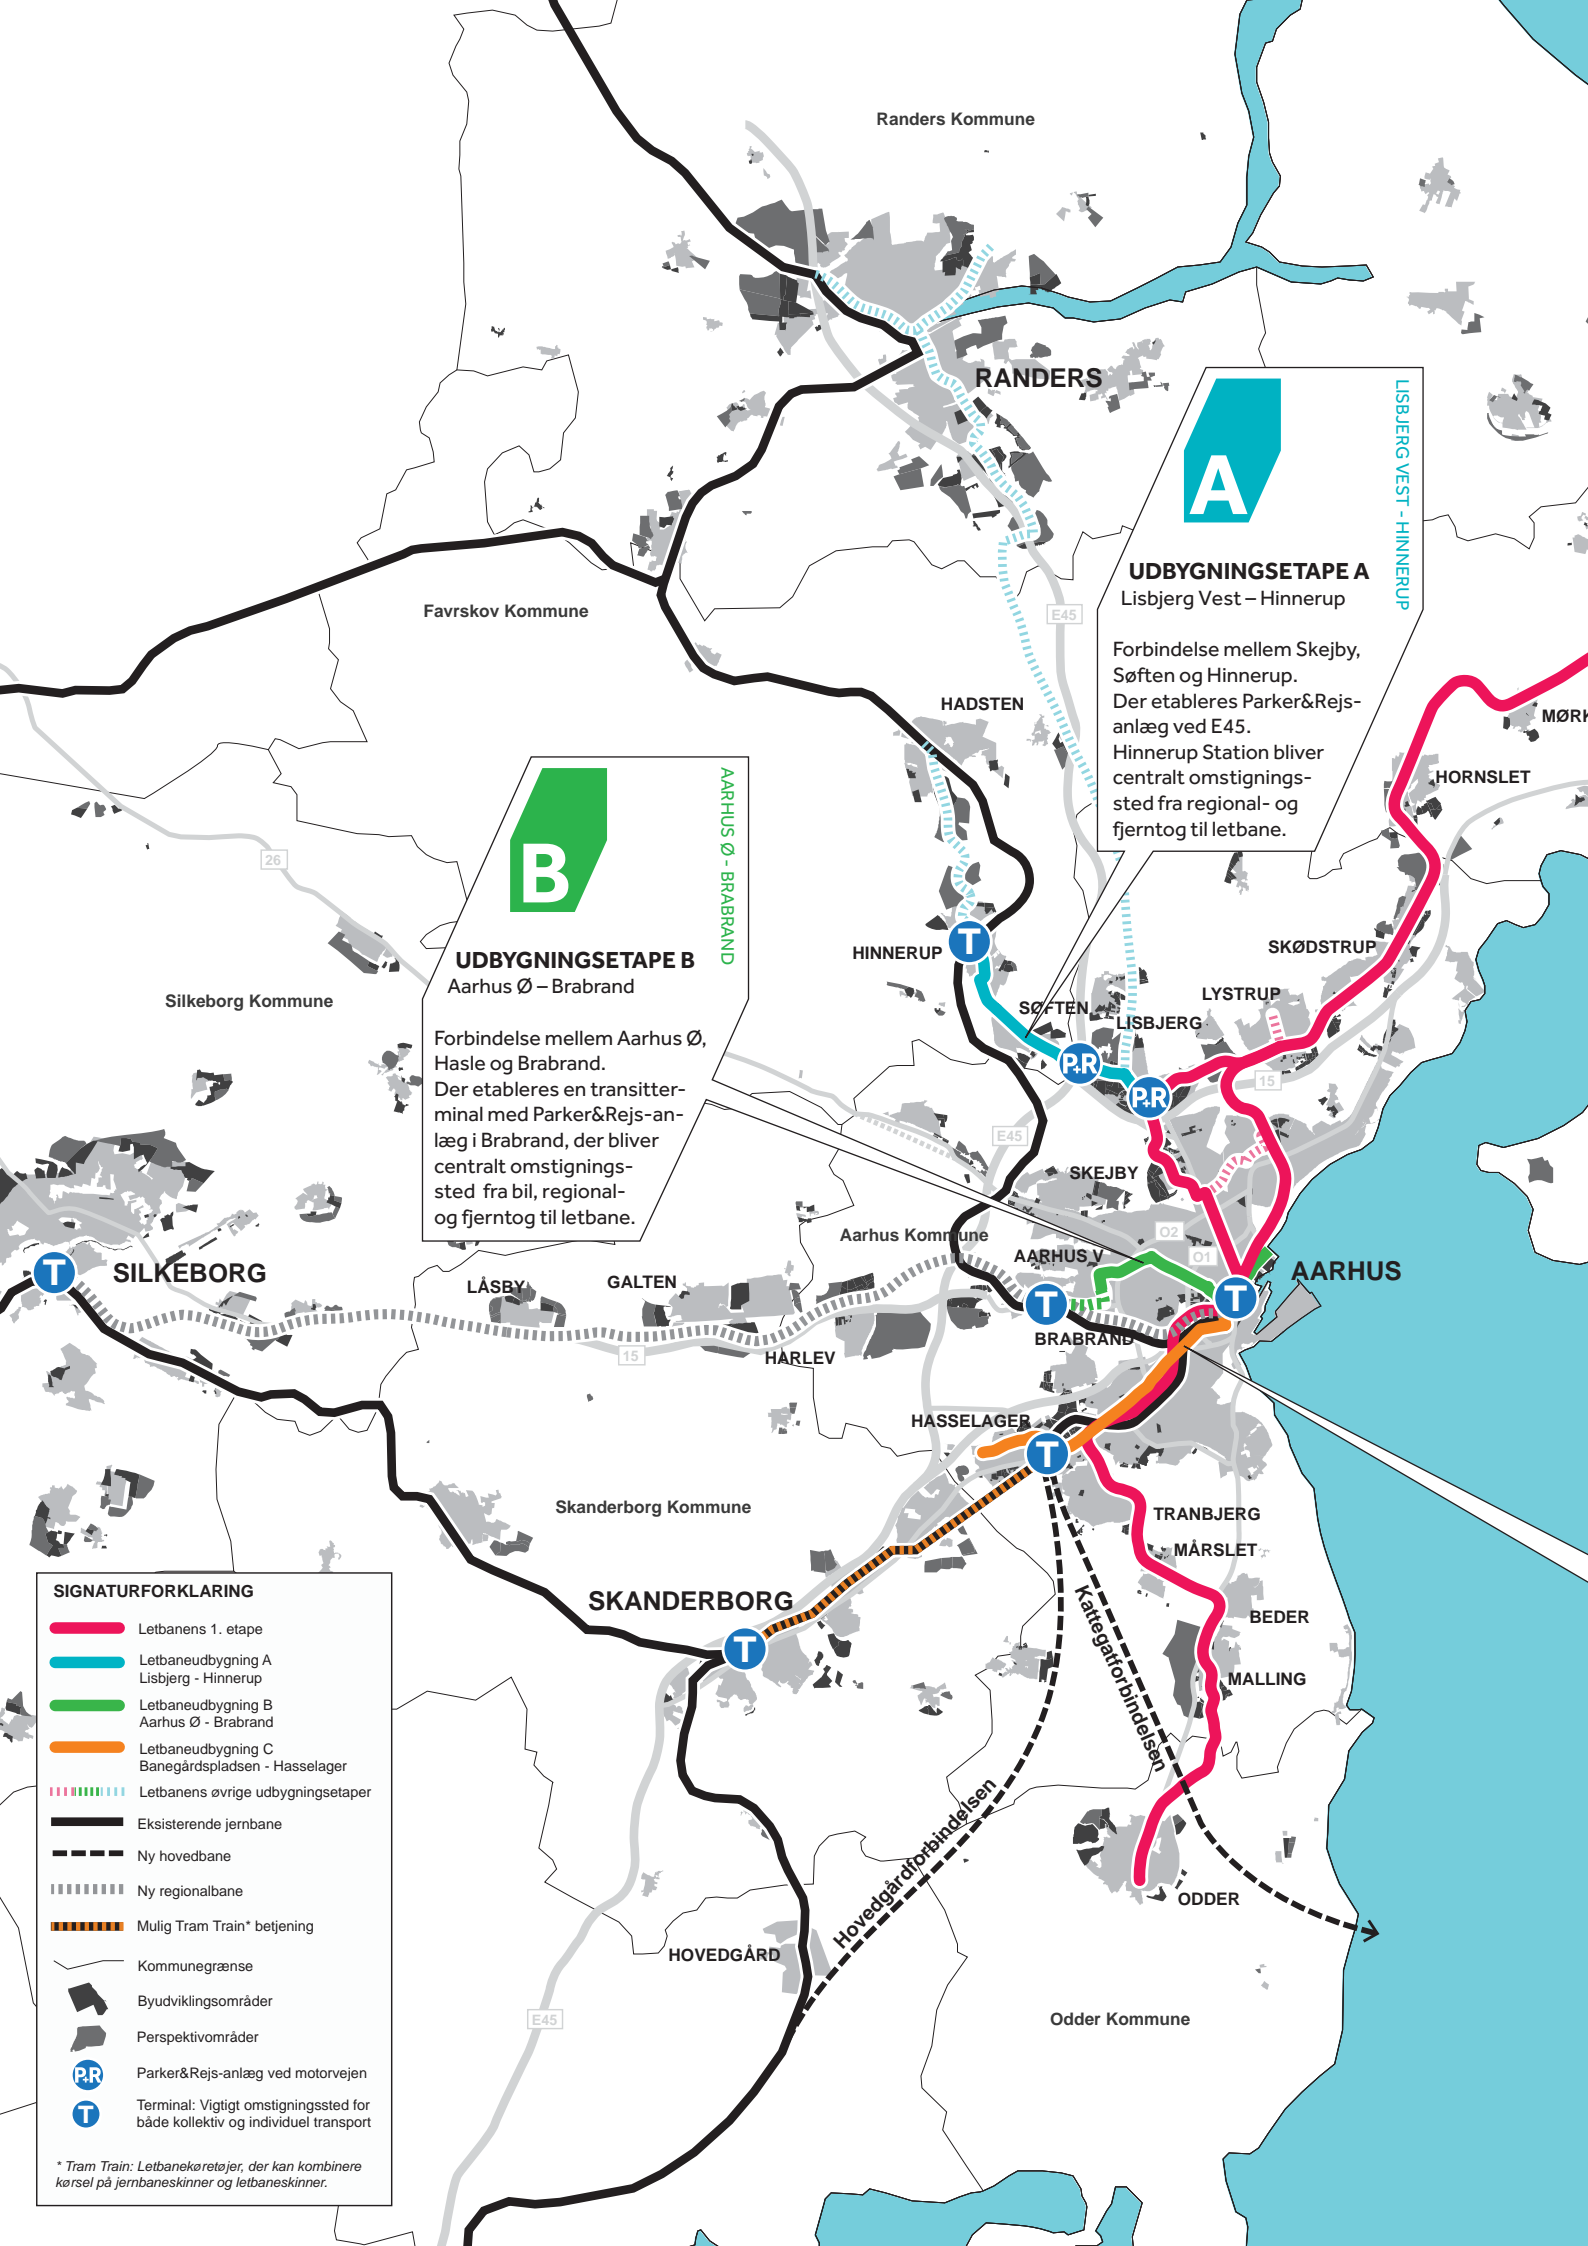 Randers Kommune
RANDERS
A
LISBJERG VEST - HINNERUP
UDBYGNINGSETAPE A
Lisbjerg Vest – Hinnerup
Forbindelse mellem Skejby,
Søften og Hinnerup.
Der etableres Parker&Rejs-
anlæg ved E45.
Hinnerup Station bliver
centralt omstignings-
sted fra regional- og
fjerntog til letbane.
Favrskov Kommune
E45
HADSTEN
HORNSLET
B
AARHUS Ø - BRABRAND
UDBYGNINGSETAPE B
Aarhus Ø – Brabrand
Forbindelse mellem Aarhus Ø,
Hasle og Brabrand.
Der etableres en transitter-
minal med Parker&Rejs-an-
læg i Brabrand, der bliver
centralt omstignings-
sted fra bil, regional-
og fjerntog til letbane.
26
HINNERUP
T
SKØDSTRUP
Silkeborg Kommune
LYSTRUP
SØFTEN
LISBJERG
P+R
P+R
15
E45
SKEJBY
Aarhus Kommune
O2
O1
AARHUS V
AARHUS
T
SILKEBORG
LÅSBY
GALTEN
T
T
BRABRAND
15
HARLEV
HASSELAGER
T
Skanderborg Kommune
TRANBJERG
MÅRSLET
SKANDERBORG
T
BEDER
MALLING
Kattegatforbindelsen
Hovedgårdforbindelsen
ODDER
HOVEDGÅRD
E45
Odder Kommune
SIGNATURFORKLARING
Letbanens 1. etape
Letbaneudbygning A
Lisbjerg - Hinnerup
Letbaneudbygning B
Aarhus Ø - Brabrand
Letbaneudbygning C
Banegårdspladsen - Hasselager
Letbanens øvrige udbygningsetaper
Eksisterende jernbane
Ny hovedbane
Ny regionalbane
Mulig Tram Train* betjening
Kommunegrænse
Byudviklingsområder
Perspektivområder
P+R
Parker&Rejs-anlæg ved motorvejen
T
Terminal: Vigtigt omstigningssted for
både kollektiv og individuel transport
* Tram Train: Letbanekøretøjer, der kan kombinere
kørsel på jernbaneskinner og letbaneskinner.